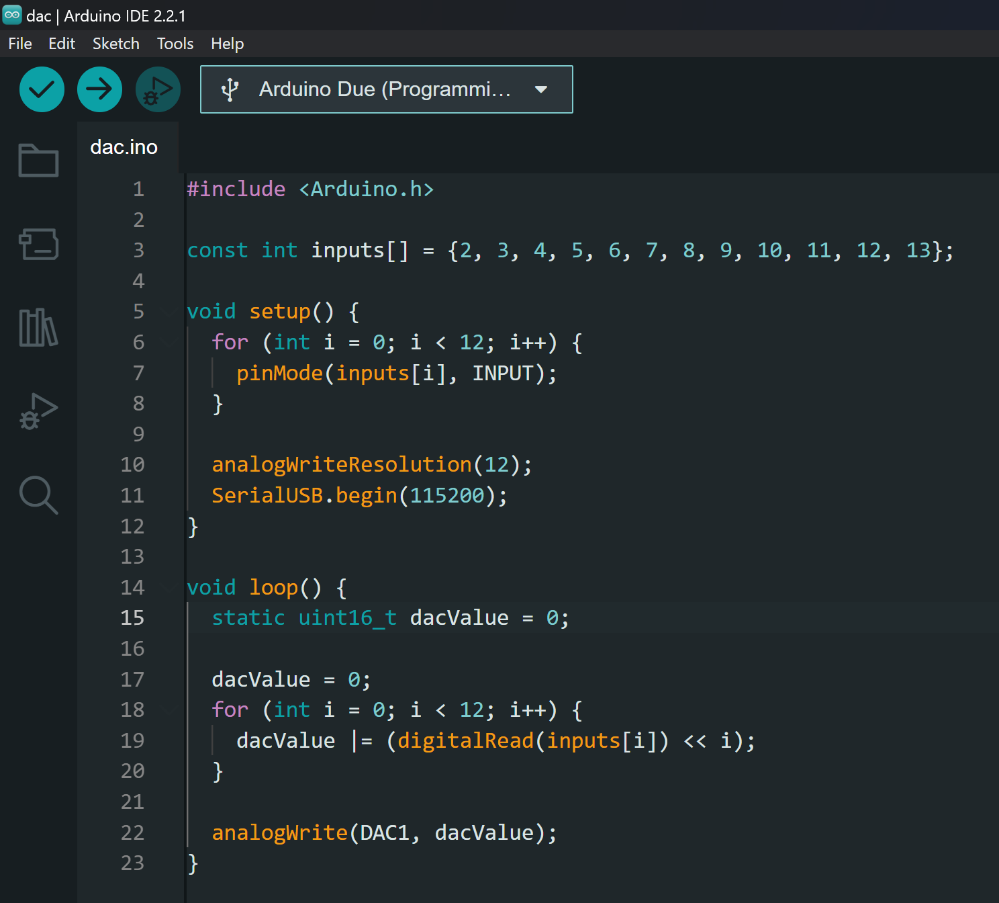 dac | Arduino IDE 2.2.1
File Edit Sketch Tools Help
Arduino Due (Programmi...
dac.ino
1 #include <Arduino.h>
2
3 const int inputs[] = {2, 3, 4, 5, 6, 7, 8, 9, 10, 11, 12, 13};
4
5 void setup() {
6   for (int i = 0; i < 12; i++) {
7     pinMode(inputs[i], INPUT);
8   }
9
10   analogWriteResolution(12);
11   SerialUSB.begin(115200);
12 }
13
14 void loop() {
15   static uint16_t dacValue = 0;
16
17   dacValue = 0;
18   for (int i = 0; i < 12; i++) {
19     dacValue |= (digitalRead(inputs[i]) << i);
20   }
21
22   analogWrite(DAC1, dacValue);
23 }